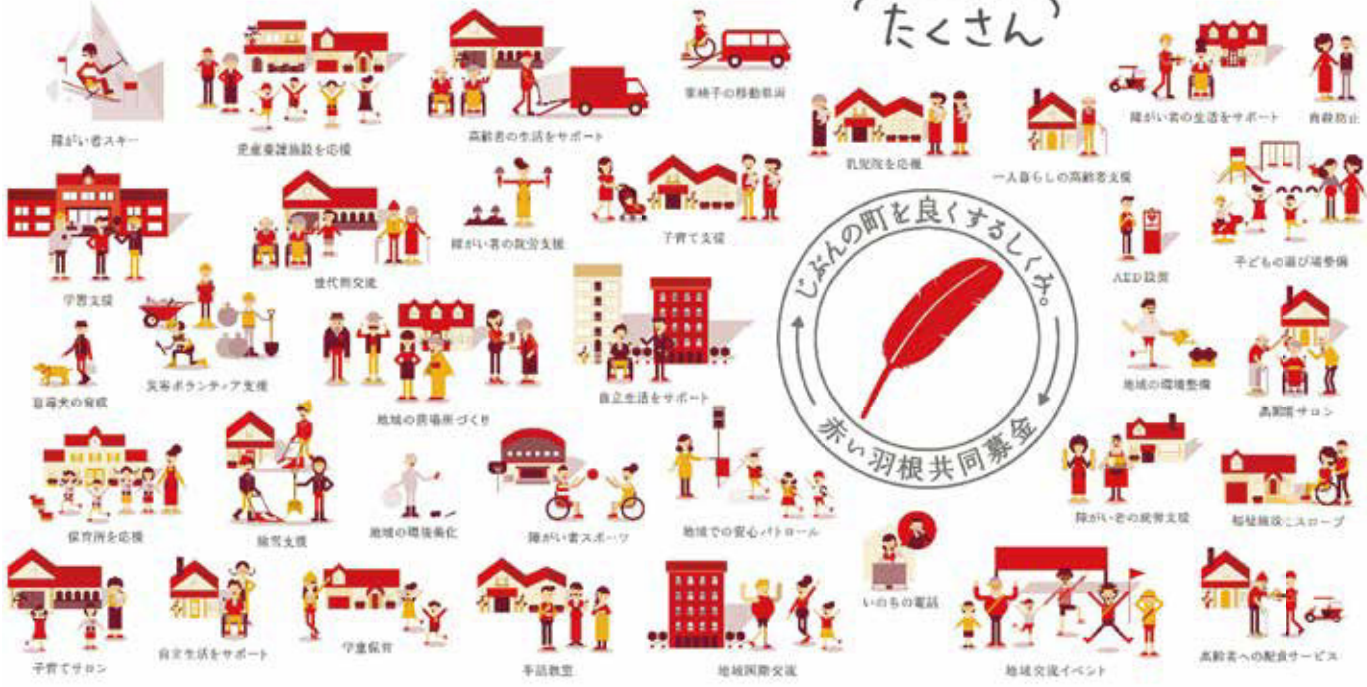 たくさん
障がい者スキー
児童養護施設を応援
高齢者の生活をサポート
車椅子の移動車両
乳児院を応援
一人暮らしの高齢者支援
障がい者の生活をサポート
自殺防止
学習支援
世代間交流
障がい者の就労支援
子育て支援
じぶんの町を良くするしくみ。
赤い羽根共同募金
AED設置
子どもの遊び場整備
盲導犬の育成
災害ボランティア支援
地域の居場所づくり
自立生活をサポート
地域の環境整備
高齢者サロン
保育所を応援
除雪支援
地域の環境美化
障がい者スポーツ
地域での安心パトロール
障がい者の就労支援
福祉施設にスロープ
子育てサロン
自立生活をサポート
学童保育
手話教室
地域国際交流
いのちの電話
地域交流イベント
高齢者への配食サービス